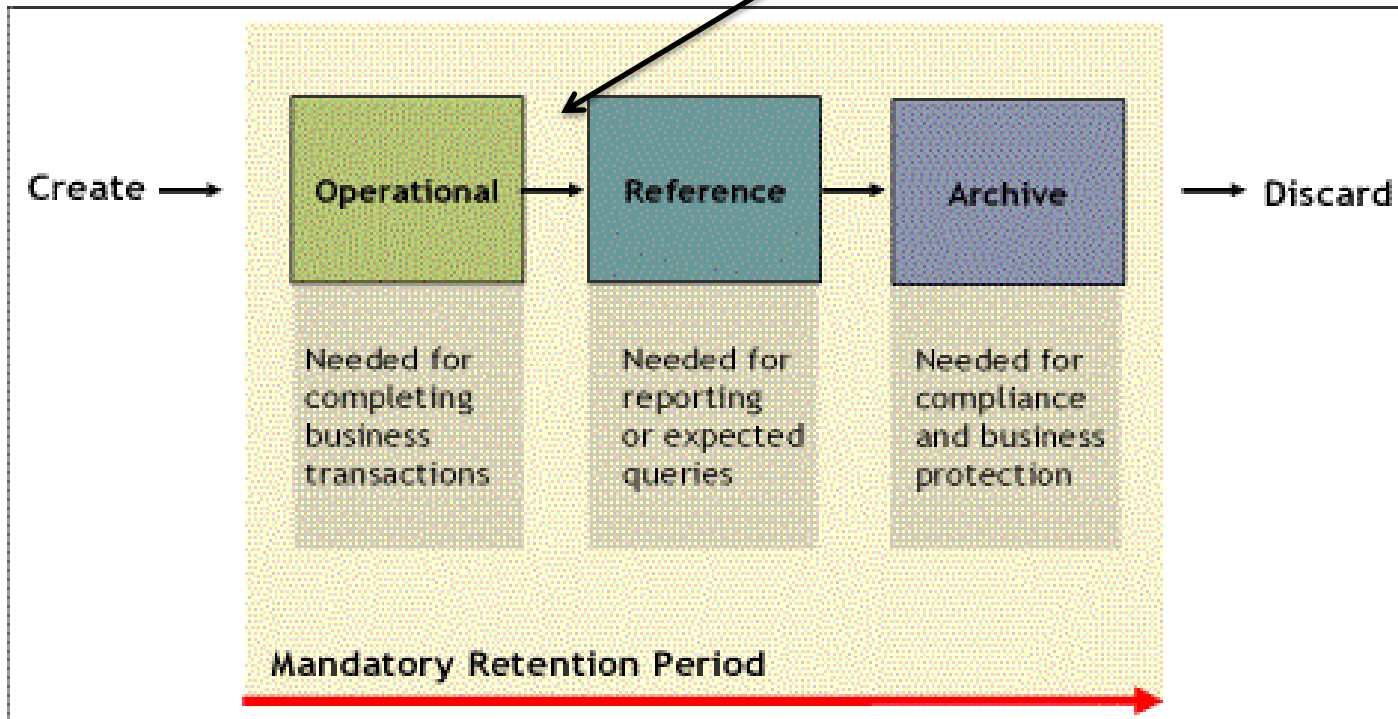 Create
Operational
Reference
Archive
Discard
Needed for
completing
business
transactions
Needed for
reporting
or expected
queries
Needed for
compliance
and business
protection
Mandatory Retention Period